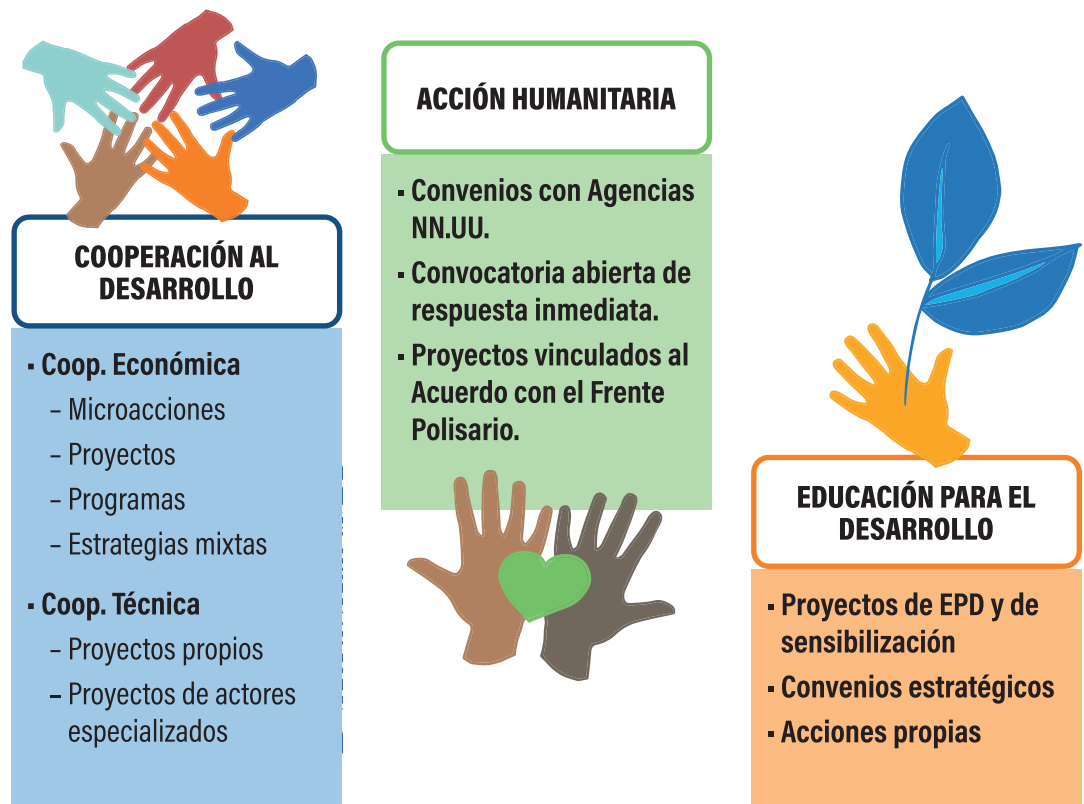 COOPERACIÓN AL
DESARROLLO
▪ Coop. Económica
– Microacciones
– Proyectos
– Programas
– Estrategias mixtas
▪ Coop. Técnica
– Proyectos propios
– Proyectos de actores
especializados
ACCIÓN HUMANITARIA
▪ Convenios con Agencias
NN.UU.
▪ Convocatoria abierta de
respuesta inmediata.
▪ Proyectos vinculados al
Acuerdo con el Frente
Polisario.
EDUCACIÓN PARA EL
DESARROLLO
▪ Proyectos de EPD y de
sensibilización
▪ Convenios estratégicos
▪ Acciones propias